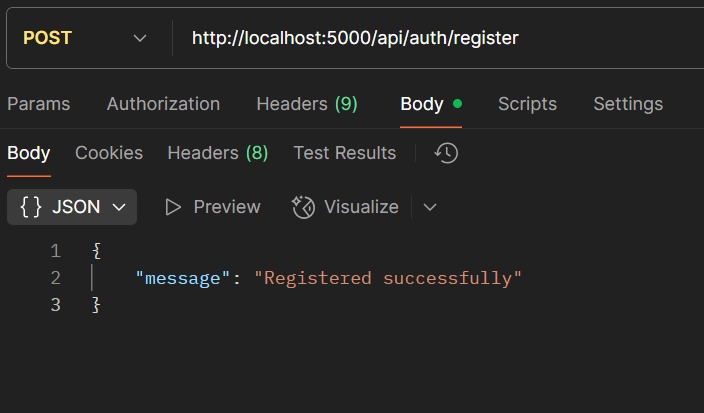 POST http://localhost:5000/api/auth/register
Params Authorization Headers (9) Body Scripts Settings
Body Cookies Headers (8) Test Results
{} JSON Preview Visualize
1 {
2 "message": "Registered successfully"
3 }